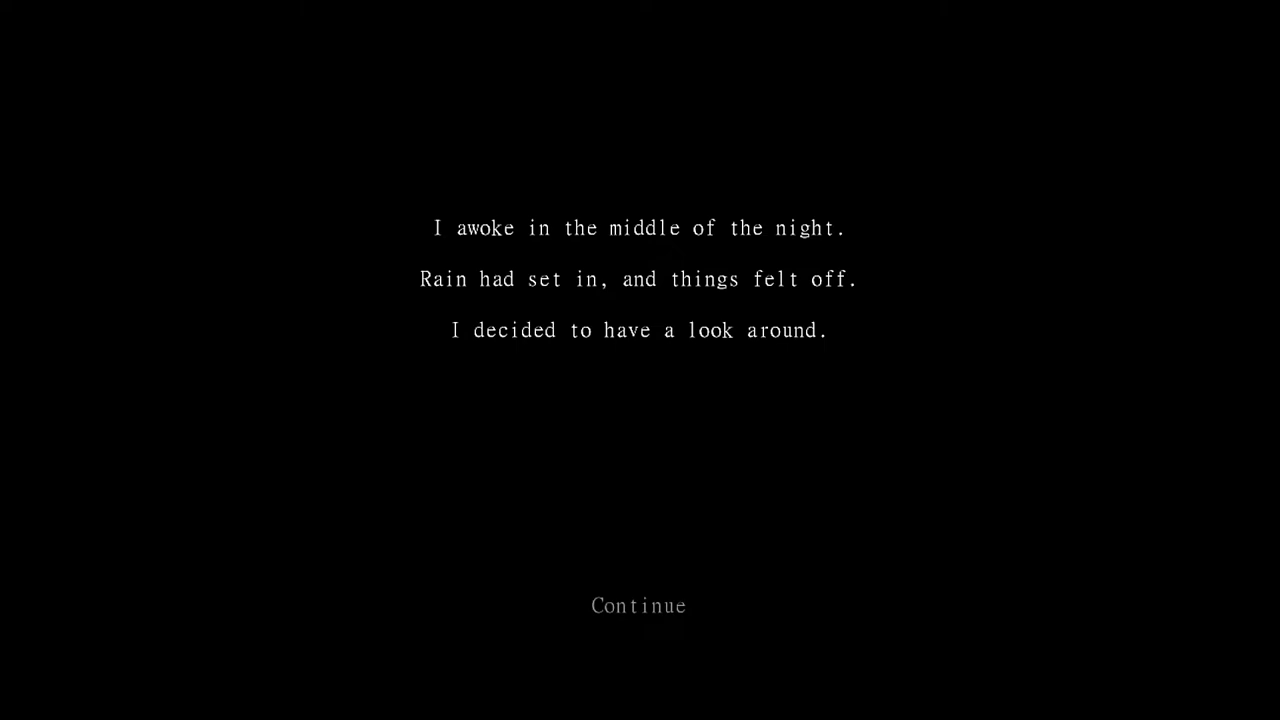 I awoke in the middle of the night.
Rain had set in, and things felt off.
I decided to have a look around.
Continue